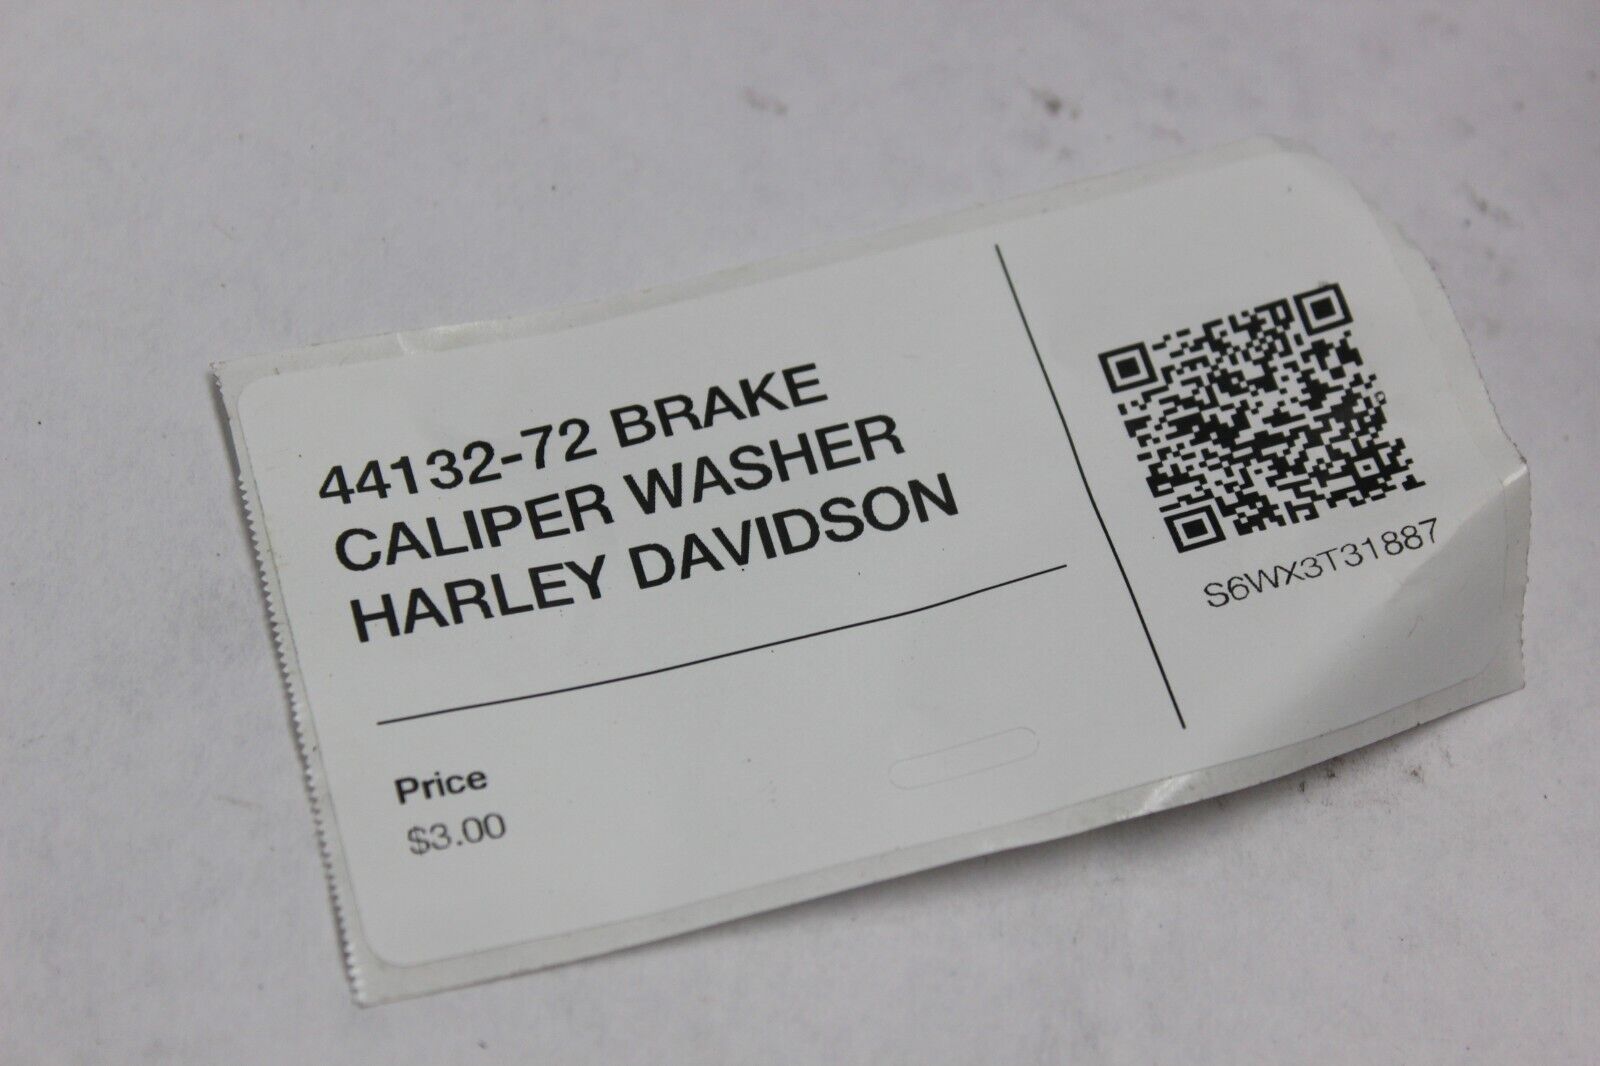 44132-72 BRAKE
CALIPER WASHER
HARLEY DAVIDSON
Price
$3.00
S6WX3T31887